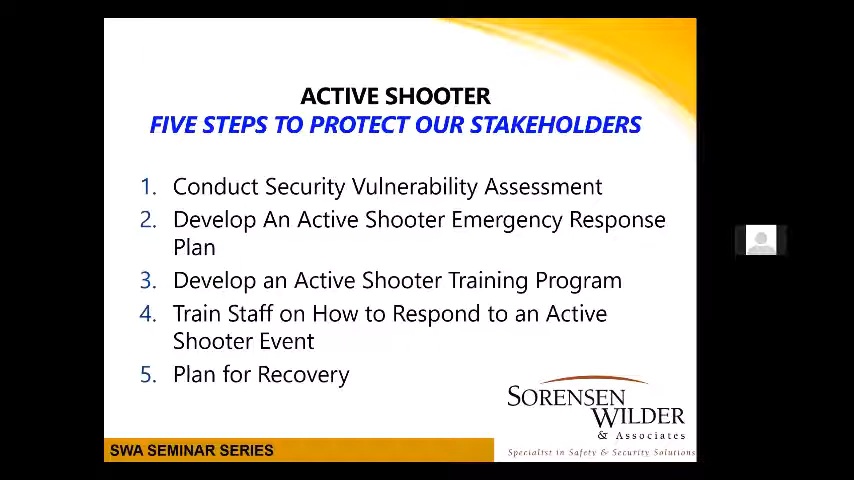 ACTIVE SHOOTER
FIVE STEPS TO PROTECT OUR STAKEHOLDERS
1. Conduct Security Vulnerability Assessment
2. Develop An Active Shooter Emergency Response
Plan
3. Develop an Active Shooter Training Program
4. Train Staff on How to Respond to an Active
Shooter Event
5. Plan for Recovery
SORENSEN
WILDER
& Associates
Specialist in Safety & Security Solutions
SWA SEMINAR SERIES